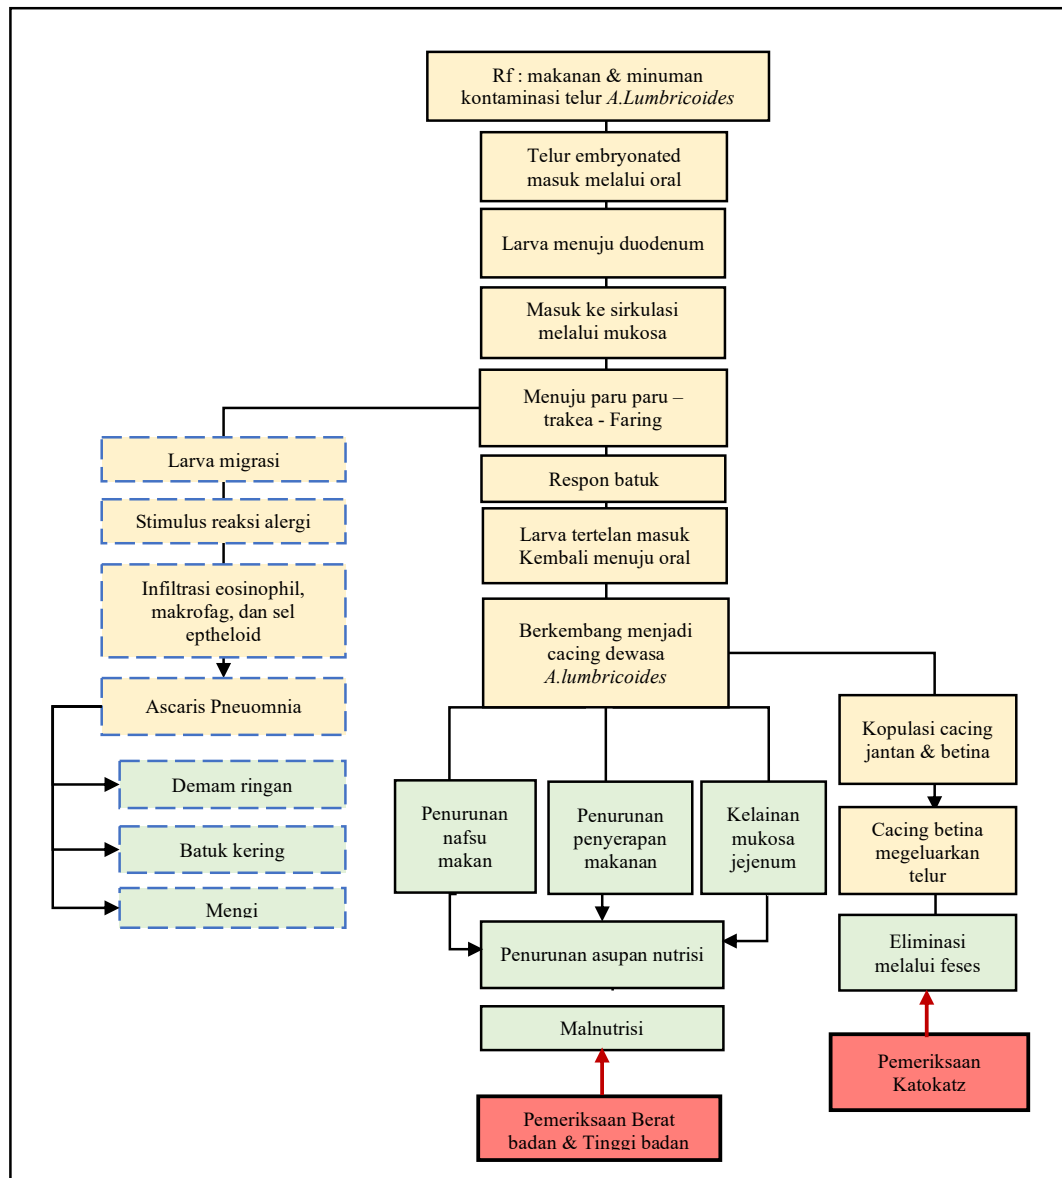 Rf : makanan & minuman
kontaminasi telur A.Lumbricoides
Telur embryonated
masuk melalui oral
Larva menuju duodenum
Masuk ke sirkulasi
melalui mukosa
Menuju paru paru –
trakea - Faring
Respon batuk
Larva tertelan masuk
Kembali menuju oral
Berkembang menjadi
cacing dewasa
A.lumbricoides
Larva migrasi
Stimulus reaksi alergi
Infiltrasi eosinophil,
makrofag, dan sel
eptheloid
Ascaris Pneuomnia
Demam ringan
Batuk kering
Mengi
Penurunan
nafsu
makan
Penurunan
penyerapan
makanan
Kelainan
mukosa
jejenum
Penurunan asupan nutrisi
Malnutrisi
Pemeriksaan Berat
badan & Tinggi badan
Kopulasi cacing
jantan & betina
Cacing betina
megeluarkan
telur
Eliminasi
melalui feses
Pemeriksaan
Katokatz